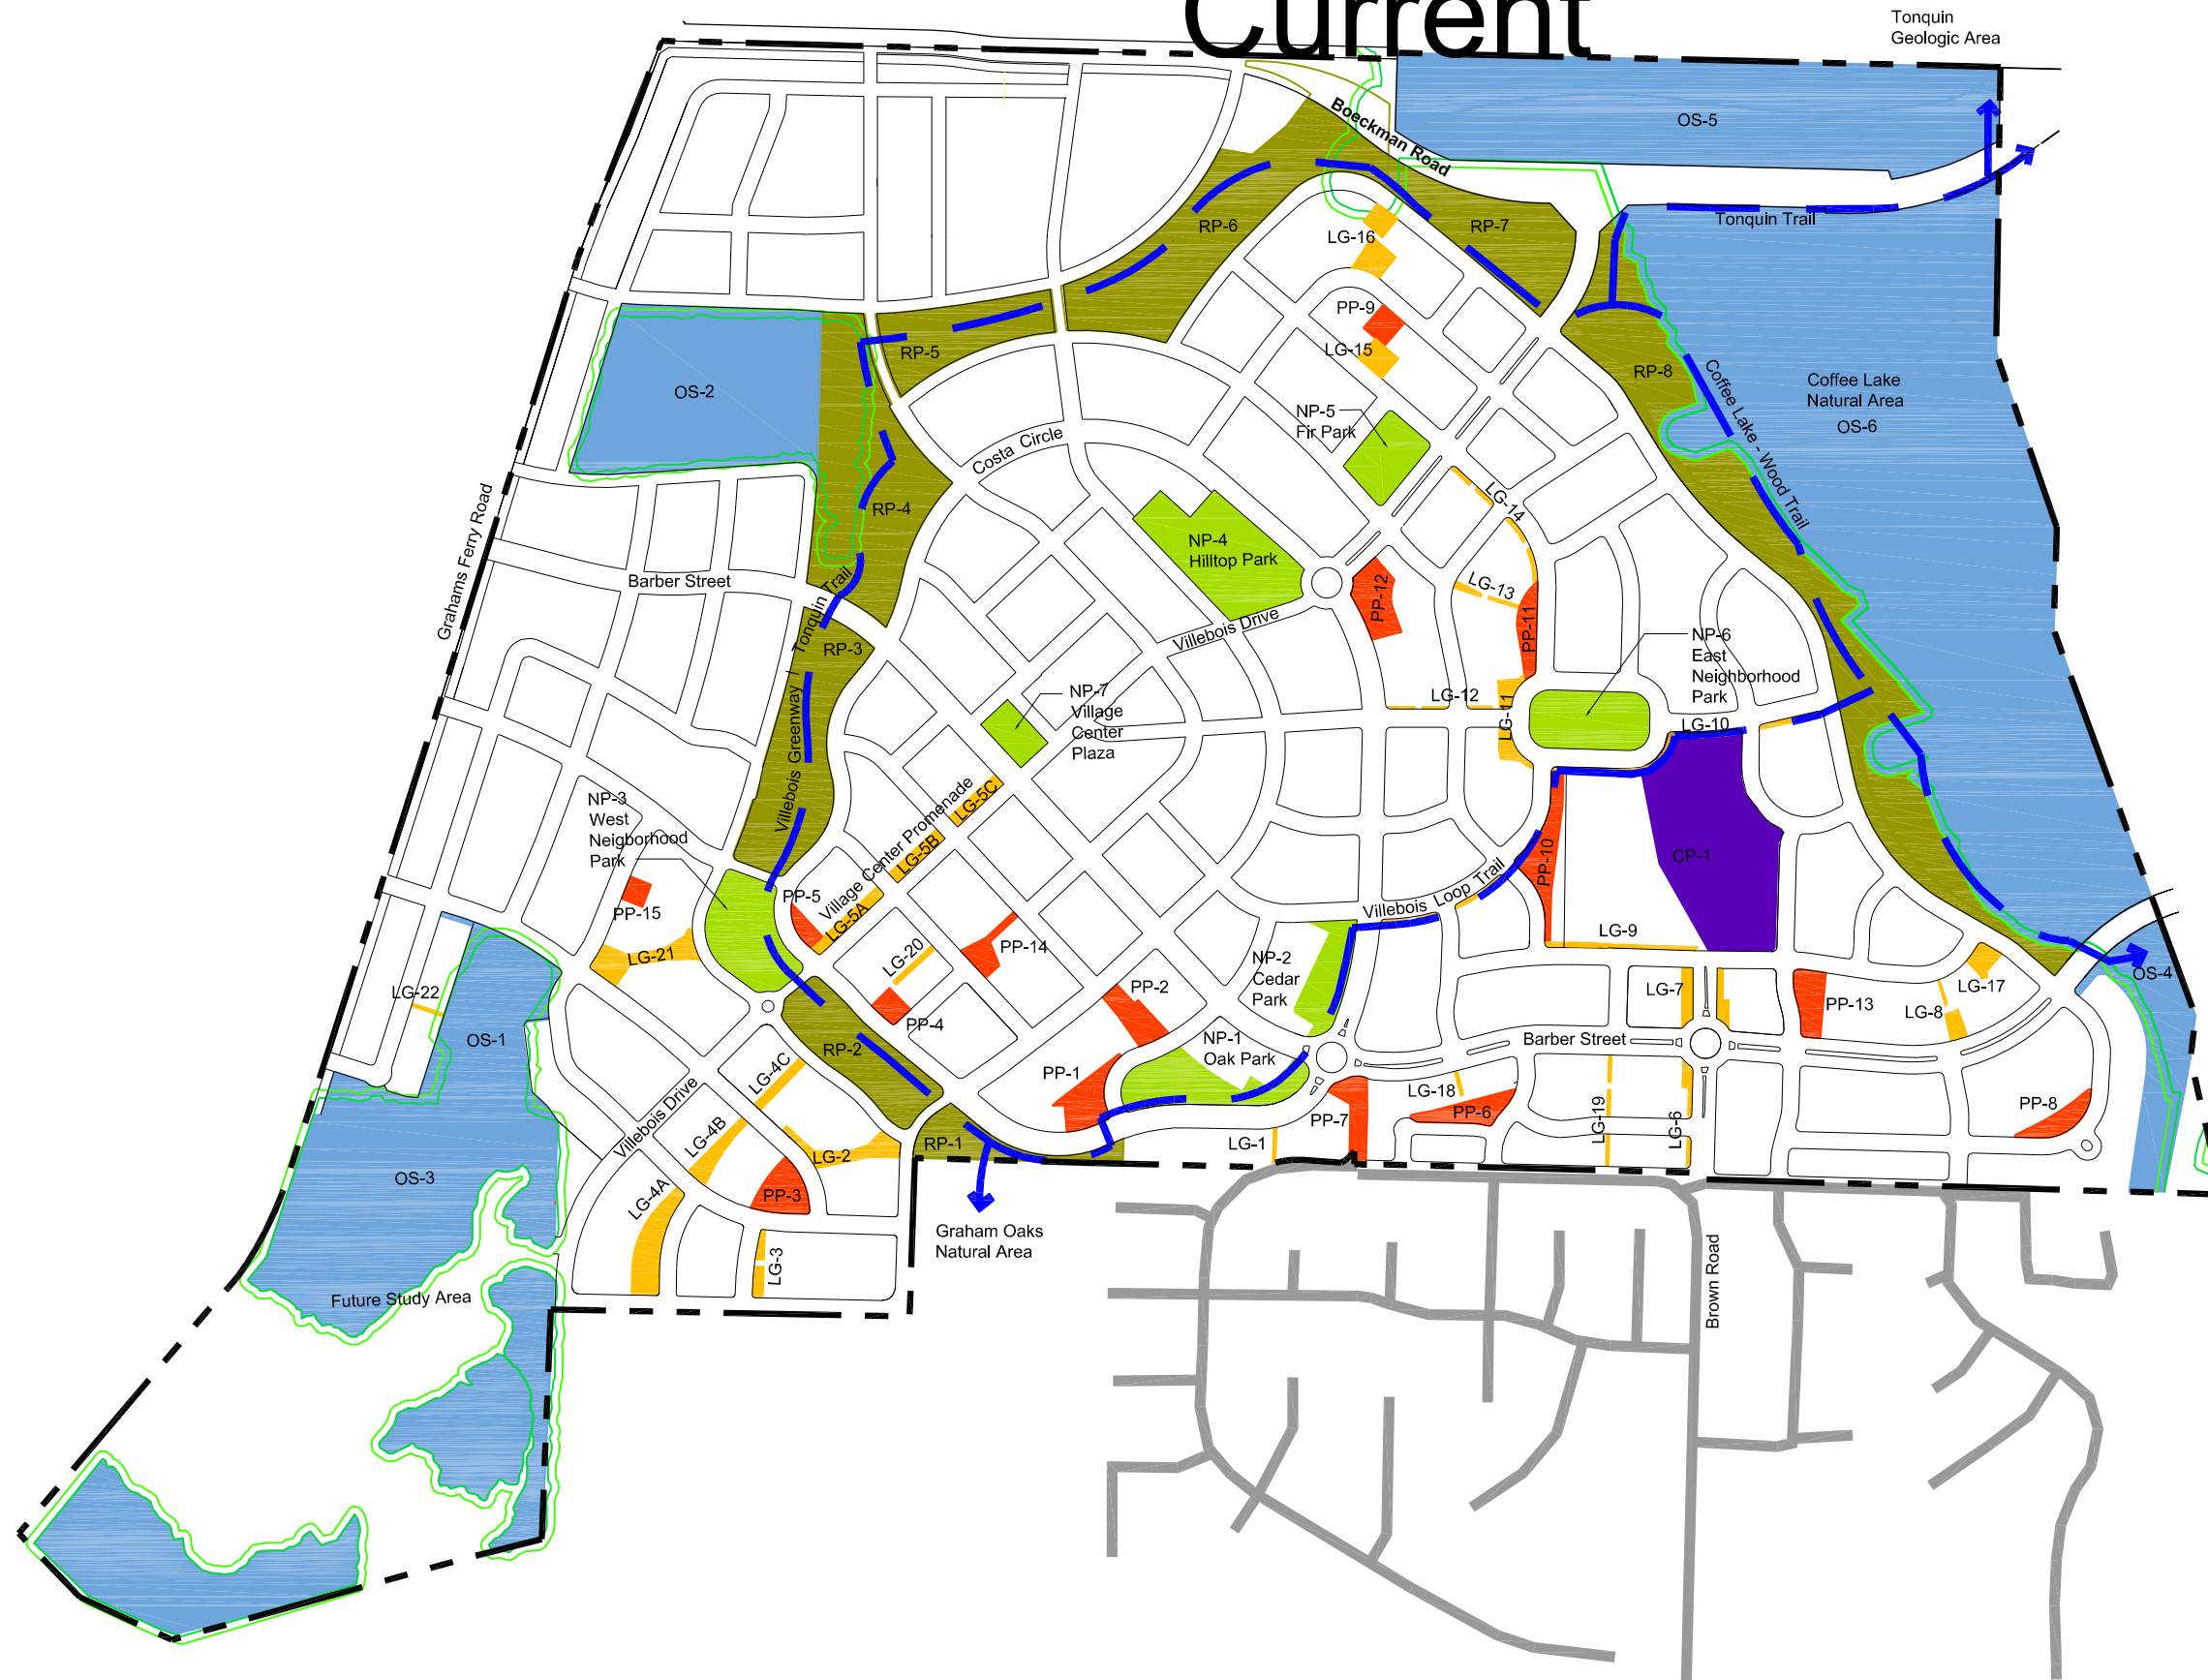 Current
Tonquin
Geologic Area
Boeckman Road
OS-5
Tonquin Trail
RP-6
RP-7
LG-16
PP-9
LG-15
RP-5
RP-8
OS-2
Coffee Lake
Natural Area
OS-6
Coffee Lake - Wood Trail
NP-5
Fir Park
Costa Circle
Grahams Ferry Road
RP-4
LG-14
NP-4
Hilltop Park
Barber Street
PP-12
LG-13
PP-11
Villebois Drive
Villebois Greenway / Tonquin Trail
RP-3
NP-6
East
Neighborhood
Park
NP-7
Village
Center
Plaza
LG-12
LG-11
LG-10
NP-3
West
Neigborhood
Park
Village Center Promenade
LG-5C
LG-5B
LG-5A
PP-5
PP-10
CP-1
Villebois Loop Trail
PP-15
LG-21
LG-20
PP-14
LG-9
NP-2
Cedar
Park
OS-4
LG-22
PP-2
LG-7
PP-13
LG-17
LG-8
PP-4
OS-1
RP-2
NP-1
Oak Park
Barber Street
PP-1
LG-4C
LG-18
PP-6
PP-7
LG-19
LG-6
PP-8
Villebois Drive
LG-4B
LG-2
RP-1
LG-1
OS-3
LG-4A
PP-3
LG-3
Graham Oaks
Natural Area
Future Study Area
Brown Road